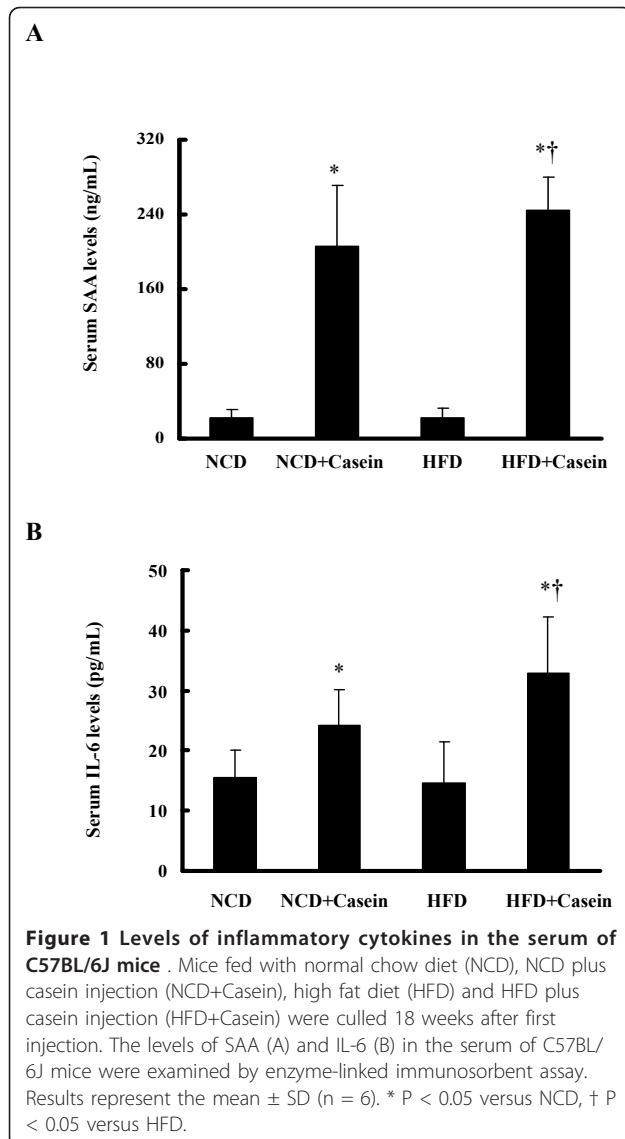 A
Serum SAA levels (ng/mL)
320
240
160
80
0
*
*†
NCD NCD+Casein HFD HFD+Casein
B
Serum IL-6 levels (pg/mL)
50
40
30
20
10
0
*
*†
NCD NCD+Casein HFD HFD+Casein
Figure 1 Levels of inflammatory cytokines in the serum of
C57BL/6J mice . Mice fed with normal chow diet (NCD), NCD plus
casein injection (NCD+Casein), high fat diet (HFD) and HFD plus
casein injection (HFD+Casein) were culled 18 weeks after first
injection. The levels of SAA (A) and IL-6 (B) in the serum of C57BL/
6J mice were examined by enzyme-linked immunosorbent assay.
Results represent the mean ± SD (n = 6). * P < 0.05 versus NCD, † P
< 0.05 versus HFD.